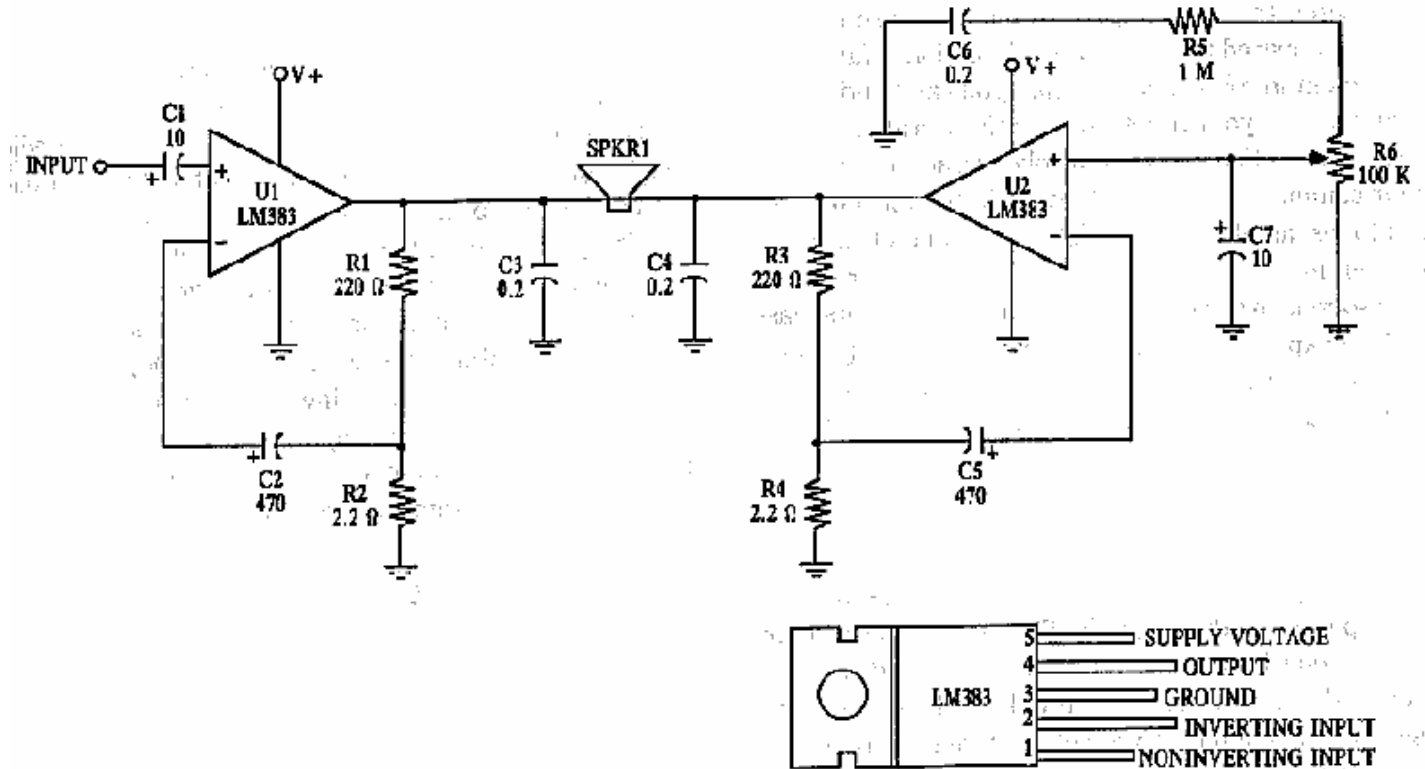 INPUT
C1
10
+
V+
+
U1
LM383
−
R1
220 Ω
C2
470
+
R2
2.2 Ω
C3
0.2
SPKR1
C4
0.2
R3
220 Ω
R4
2.2 Ω
C5
470
+
V+
+
U2
LM383
−
C6
0.2
R5
1 M
R6
100 K
+
C7
10
LM383
5 SUPPLY VOLTAGE
4 OUTPUT
3 GROUND
2 INVERTING INPUT
1 NONINVERTING INPUT